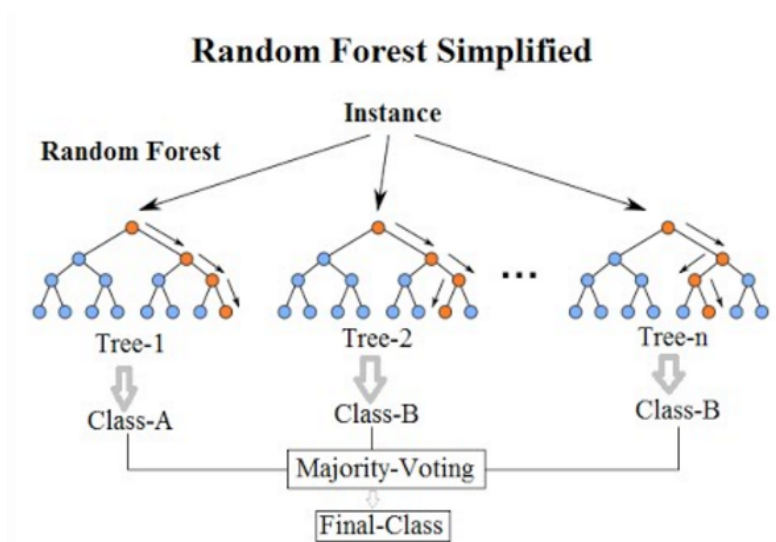 Random Forest Simplified
Instance
Random Forest
...
Tree-1
Tree-2
Tree-n
Class-A
Class-B
Class-B
Majority-Voting
Final-Class